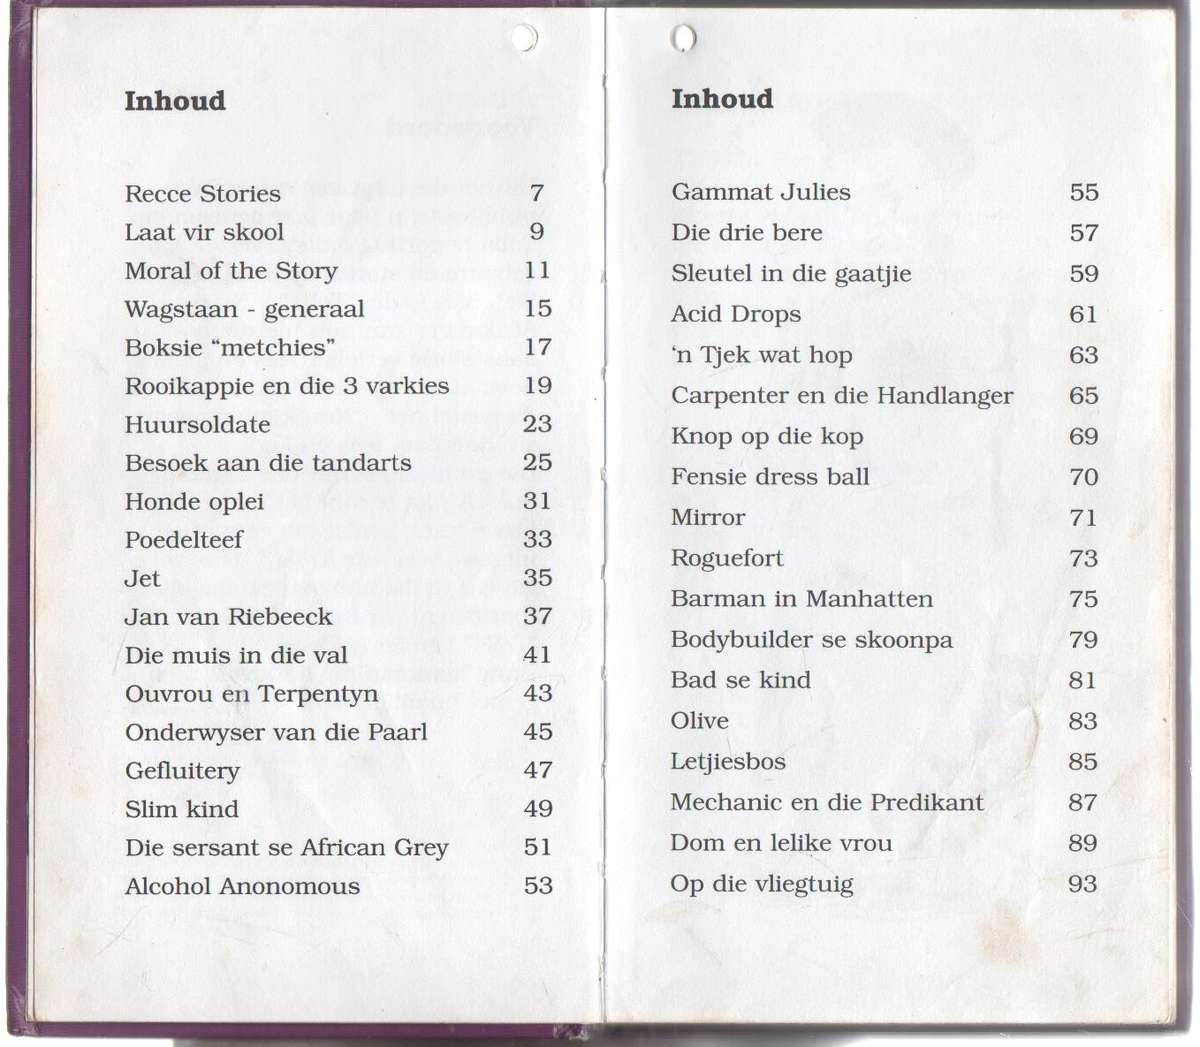 Inhoud
Recce Stories 7
Laat vir skool 9
Moral of the Story 11
Wagstaan - generaal 15
Boksie “metchies” 17
Rooikappie en die 3 varkies 19
Huursoldate 23
Besoek aan die tandarts 25
Honde oplei 31
Poedelteef 33
Jet 35
Jan van Riebeeck 37
Die muis in die val 41
Ouvrou en Terpentyn 43
Onderwyser van die Paarl 45
Gefluitery 47
Slim kind 49
Die sersant se African Grey 51
Alcohol Anonomous 53
Inhoud
Gammat Julies 55
Die drie bere 57
Sleutel in die gaatjie 59
Acid Drops 61
‘n Tjek wat hop 63
Carpenter en die Handlanger 65
Knop op die kop 69
Fensie dress ball 70
Mirror 71
Roguefort 73
Barman in Manhatten 75
Bodybuilder se skoonpa 79
Bad se kind 81
Olive 83
Letjiesbos 85
Mechanic en die Predikant 87
Dom en lelike vrou 89
Op die vliegtuig 93